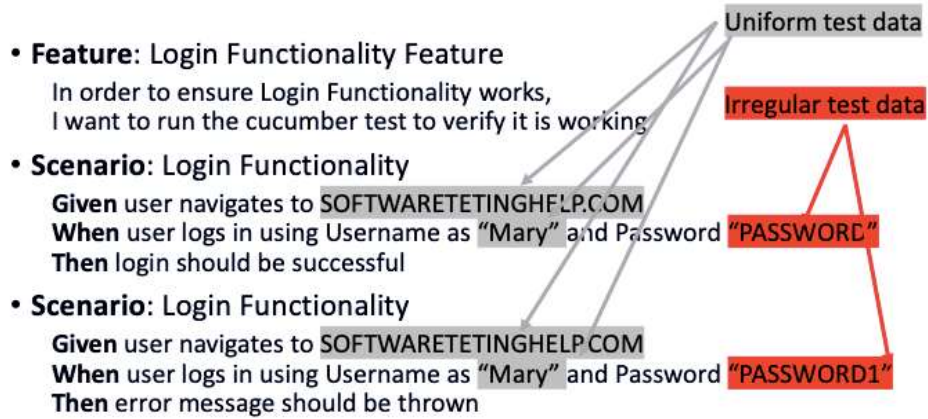 Uniform test data
• Feature: Login Functionality Feature
In order to ensure Login Functionality works,
I want to run the cucumber test to verify it is working
Irregular test data
• Scenario: Login Functionality
Given user navigates to SOFTWARETETINGHELP.COM
When user logs in using Username as “Mary” and Password “PASSWORD”
Then login should be successful
• Scenario: Login Functionality
Given user navigates to SOFTWARETETINGHELP.COM
When user logs in using Username as “Mary” and Password “PASSWORD1”
Then error message should be thrown